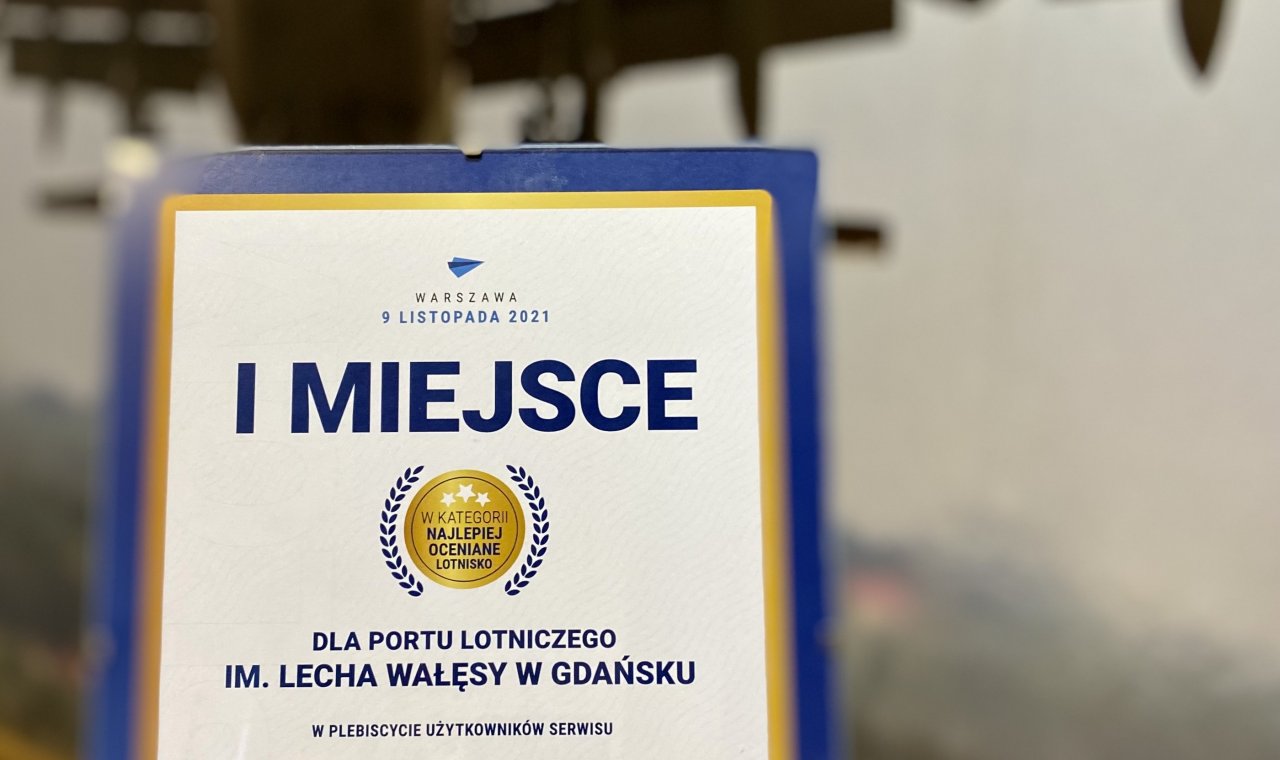 WARSZAWA
9 LISTOPADA 2021
I MIEJSCE
W KATEGORII
NAJLEPIEJ
OCENIANE
LOTNISKO
DLA PORTU LOTNICZEGO
IM. LECHA WAŁĘSY W GDAŃSKU
W PLEBISCYCIE UŻYTKOWNIKÓW SERWISU